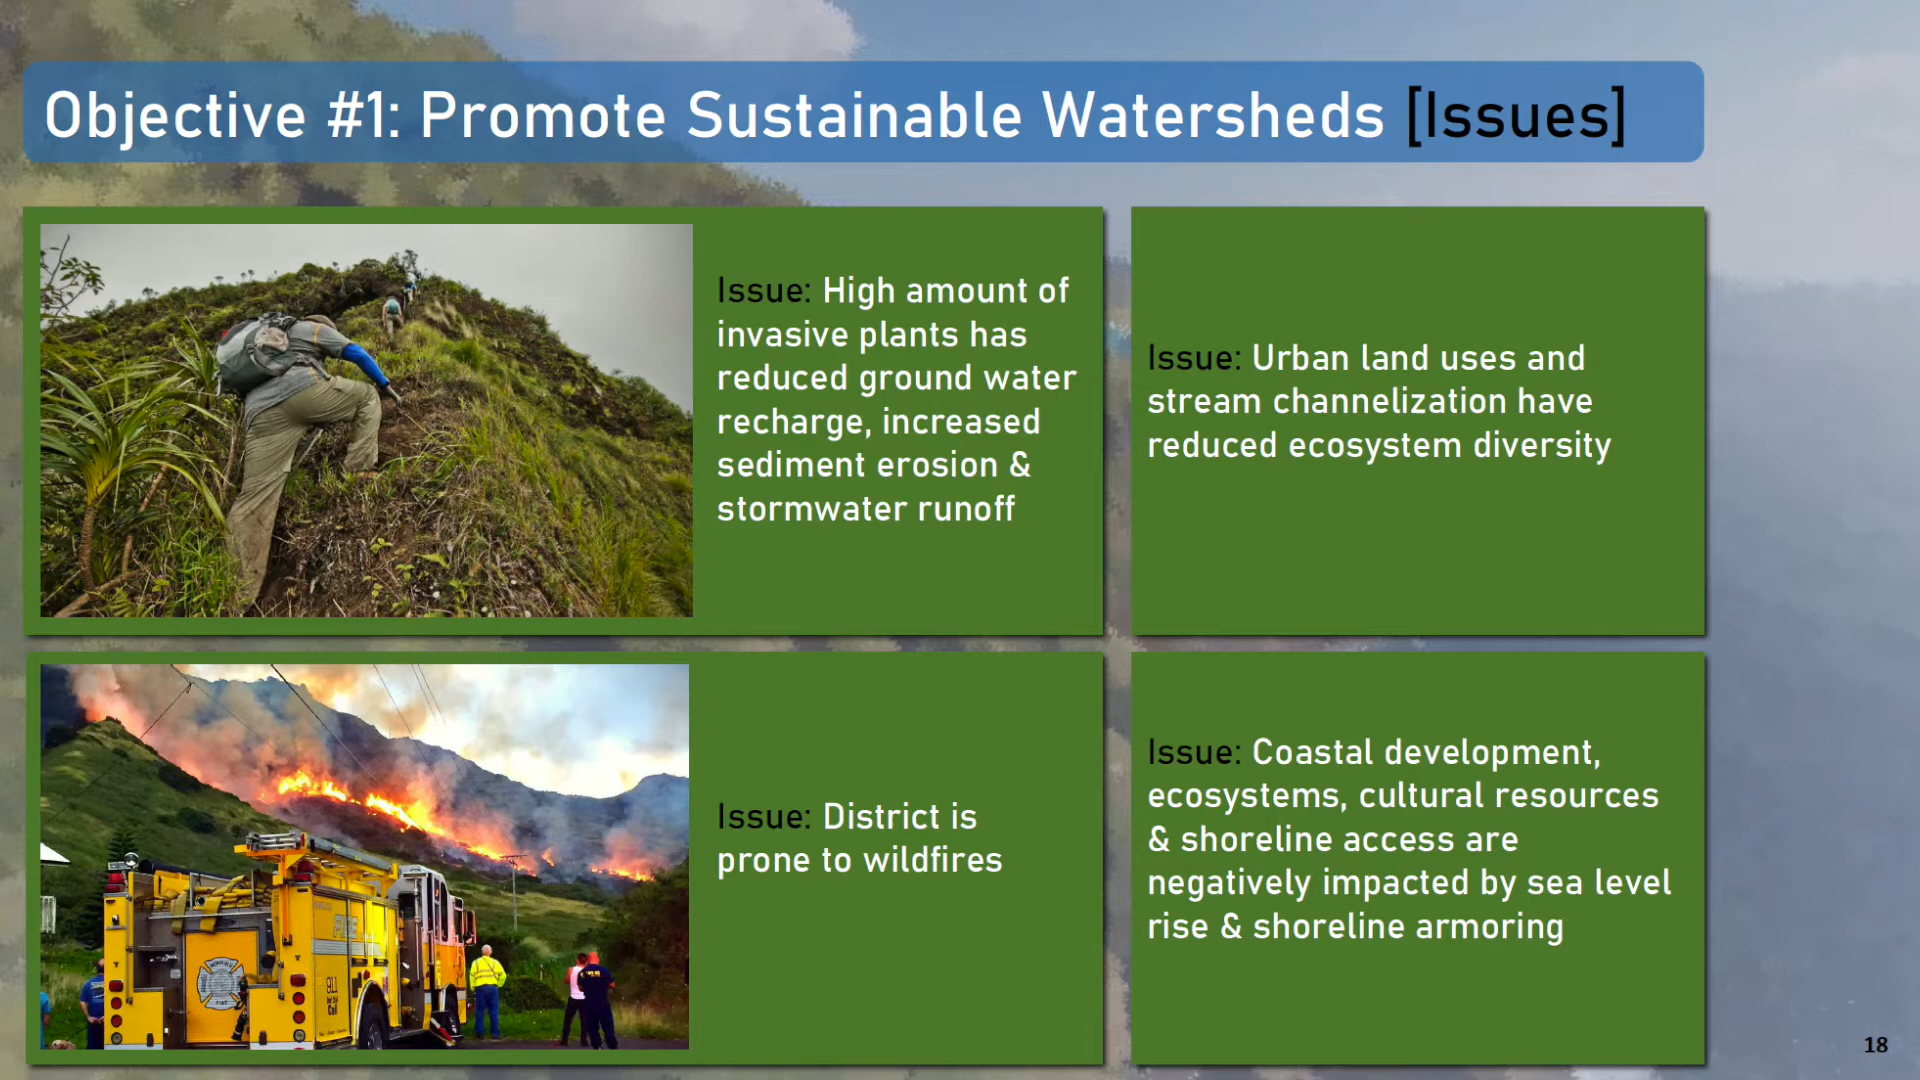 Objective #1: Promote Sustainable Watersheds [Issues]
Issue: High amount of
invasive plants has
reduced ground water
recharge, increased
sediment erosion &
stormwater runoff
Issue: Urban land uses and
stream channelization have
reduced ecosystem diversity
Issue: District is
prone to wildfires
Issue: Coastal development,
ecosystems, cultural resources
& shoreline access are
negatively impacted by sea level
rise & shoreline armoring
FIRE
911
Call
18